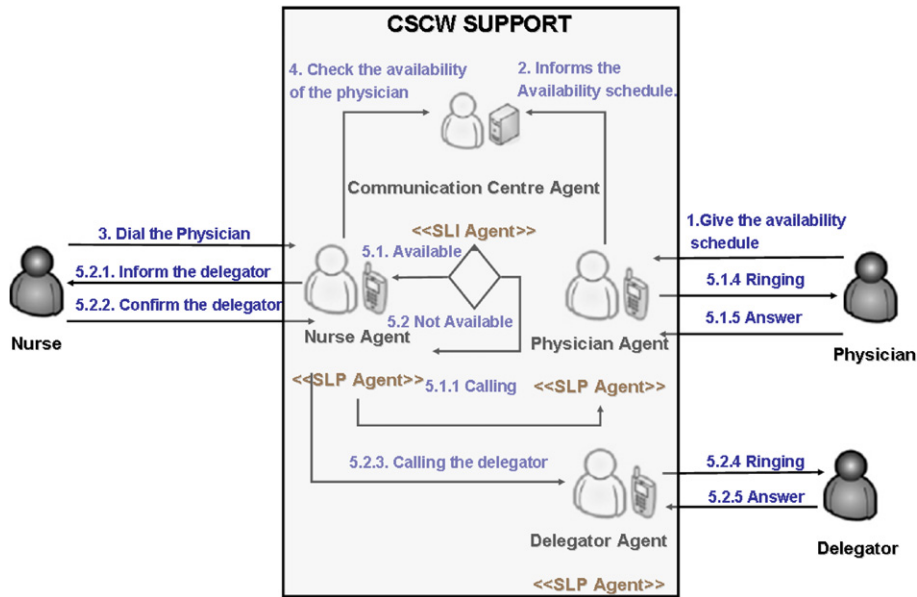 CSCW SUPPORT
4. Check the availability
of the physician
2. Informs the
Availability schedule.
Communication Centre Agent
<<SLI Agent>>
3. Dial the Physician
5.2.1. Inform the delegator
5.2.2. Confirm the delegator
Nurse
5.1. Available
5.2 Not Available
Nurse Agent
<<SLP Agent>>
1.Give the availability
schedule
5.1.4 Ringing
5.1.5 Answer
Physician Agent
Physician
<<SLP Agent>>
5.1.1 Calling
5.2.3. Calling the delegator
5.2.4 Ringing
5.2.5 Answer
Delegator Agent
Delegator
<<SLP Agent>>